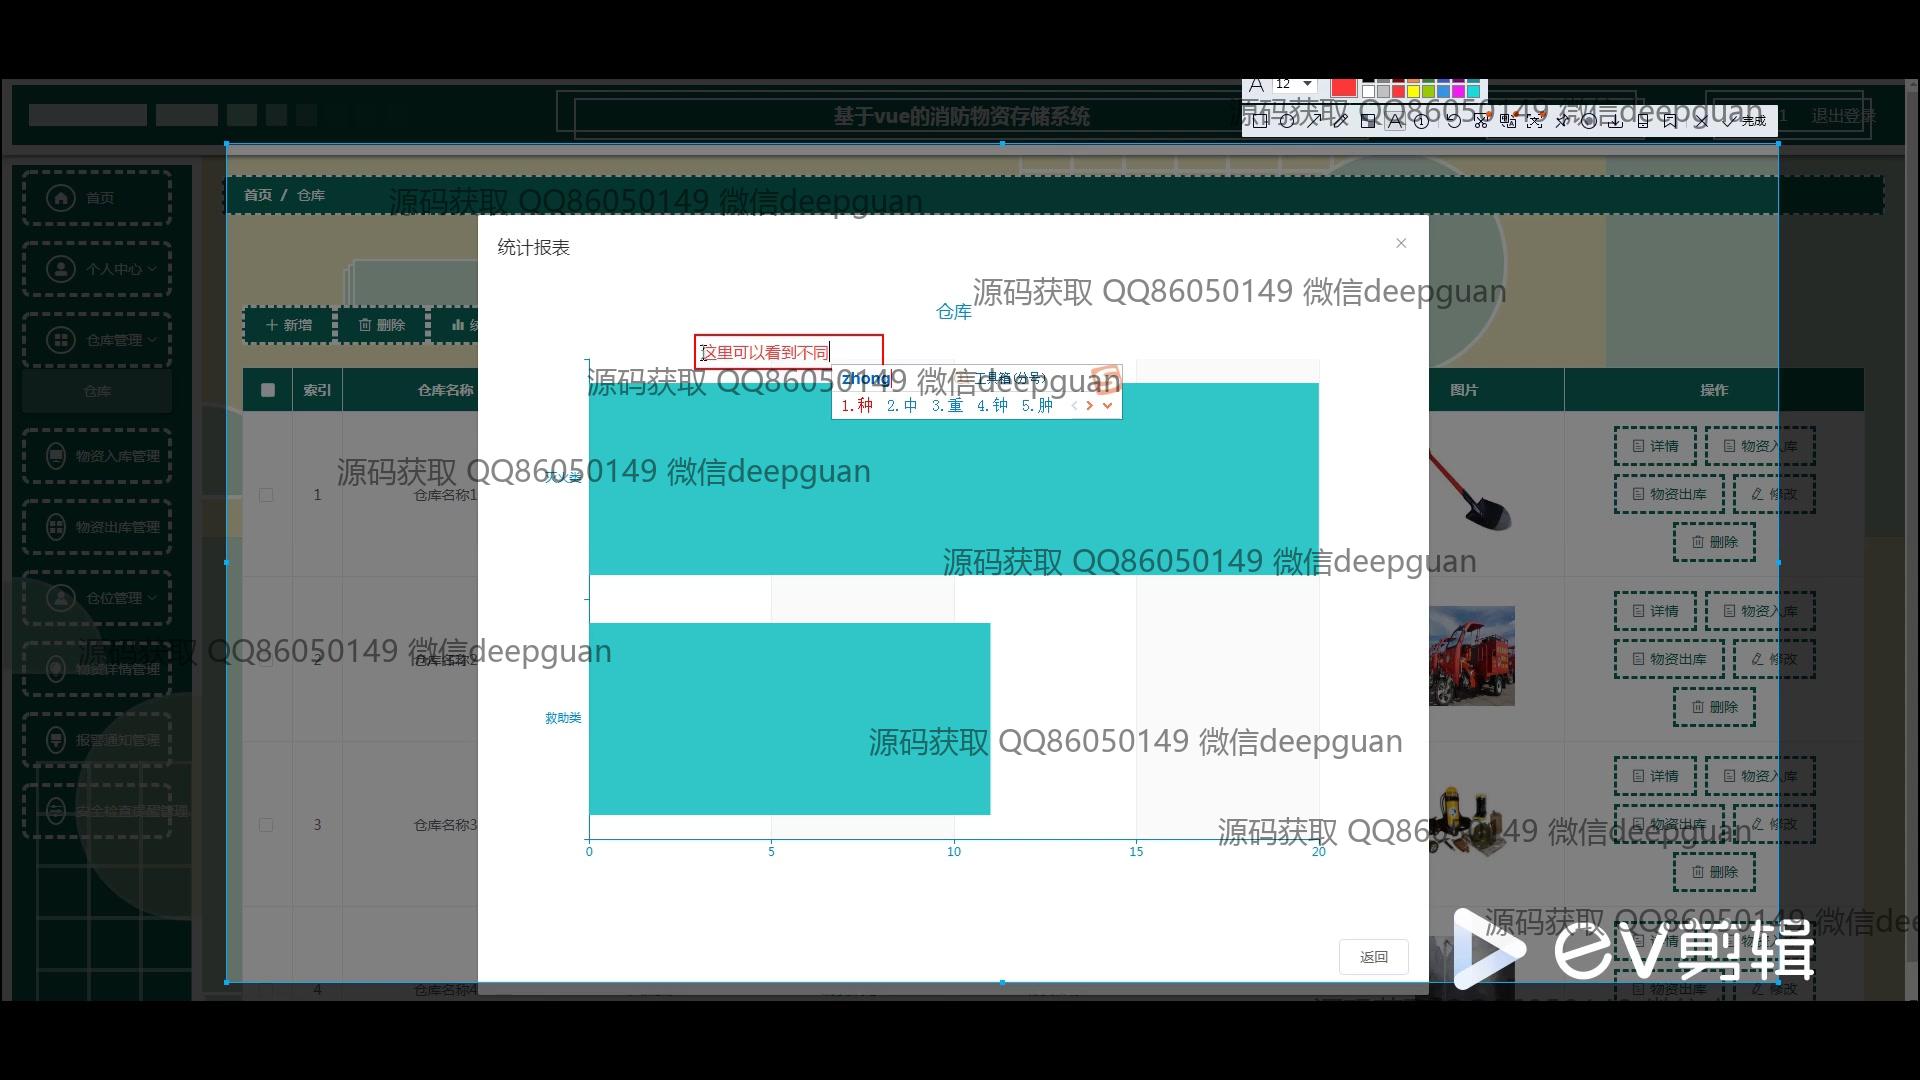 12
基于vue的消防物资存储系统
源码获取 QQ86050149 微信deepguan
完成
1
退出登录
首页
首页 / 仓库
源码获取 QQ86050149 微信deepguan
统计报表
个人中心
源码获取 QQ86050149 微信deepguan
仓库
新增
删除
仓库管理
这里可以看到不同
源码获取 QQ86050149 微信deepguan
zhong
工具箱(分号)
1.种 2.中 3.重 4.钟 5.肿
仓库
索引
仓库名称
图片
操作
详情
物资入库
物资入库管理
源码获取 QQ86050149 微信deepguan
灭火类
1
仓库名称1
物资出库
修改
物资出库管理
删除
源码获取 QQ86050149 微信deepguan
仓位管理
详情
物资入库
源码获取 QQ86050149 微信deepguan
物资详情管理
2
仓库名称2
物资出库
修改
删除
救助类
报警通知管理
源码获取 QQ86050149 微信deepguan
详情
物资入库
安全检查提醒管理
3
仓库名称3
物资出库
修改
源码获取 QQ86050149 微信deepguan
0 5 10 15 20
删除
源码获取 QQ86050149 微信de
详情
返回
EV剪辑
4
仓库名称4
物资出库
修改